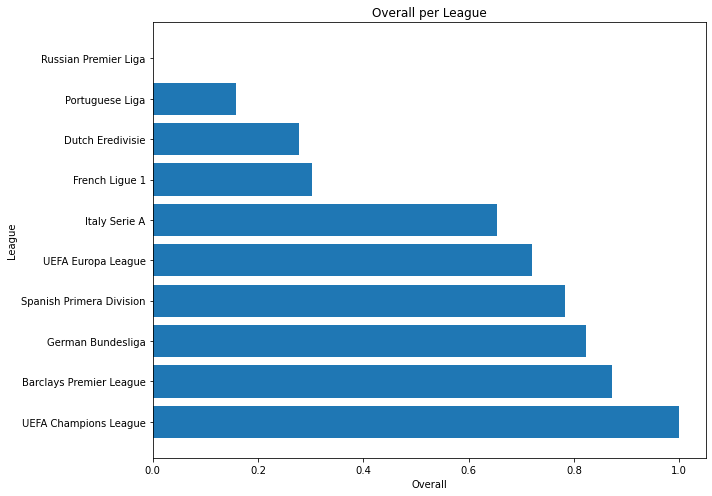 Overall per League
Russian Premier Liga
Portuguese Liga
Dutch Eredivisie
French Ligue 1
Italy Serie A
UEFA Europa League
Spanish Primera Division
German Bundesliga
Barclays Premier League
UEFA Champions League
League
0.0 0.2 0.4 0.6 0.8 1.0
Overall